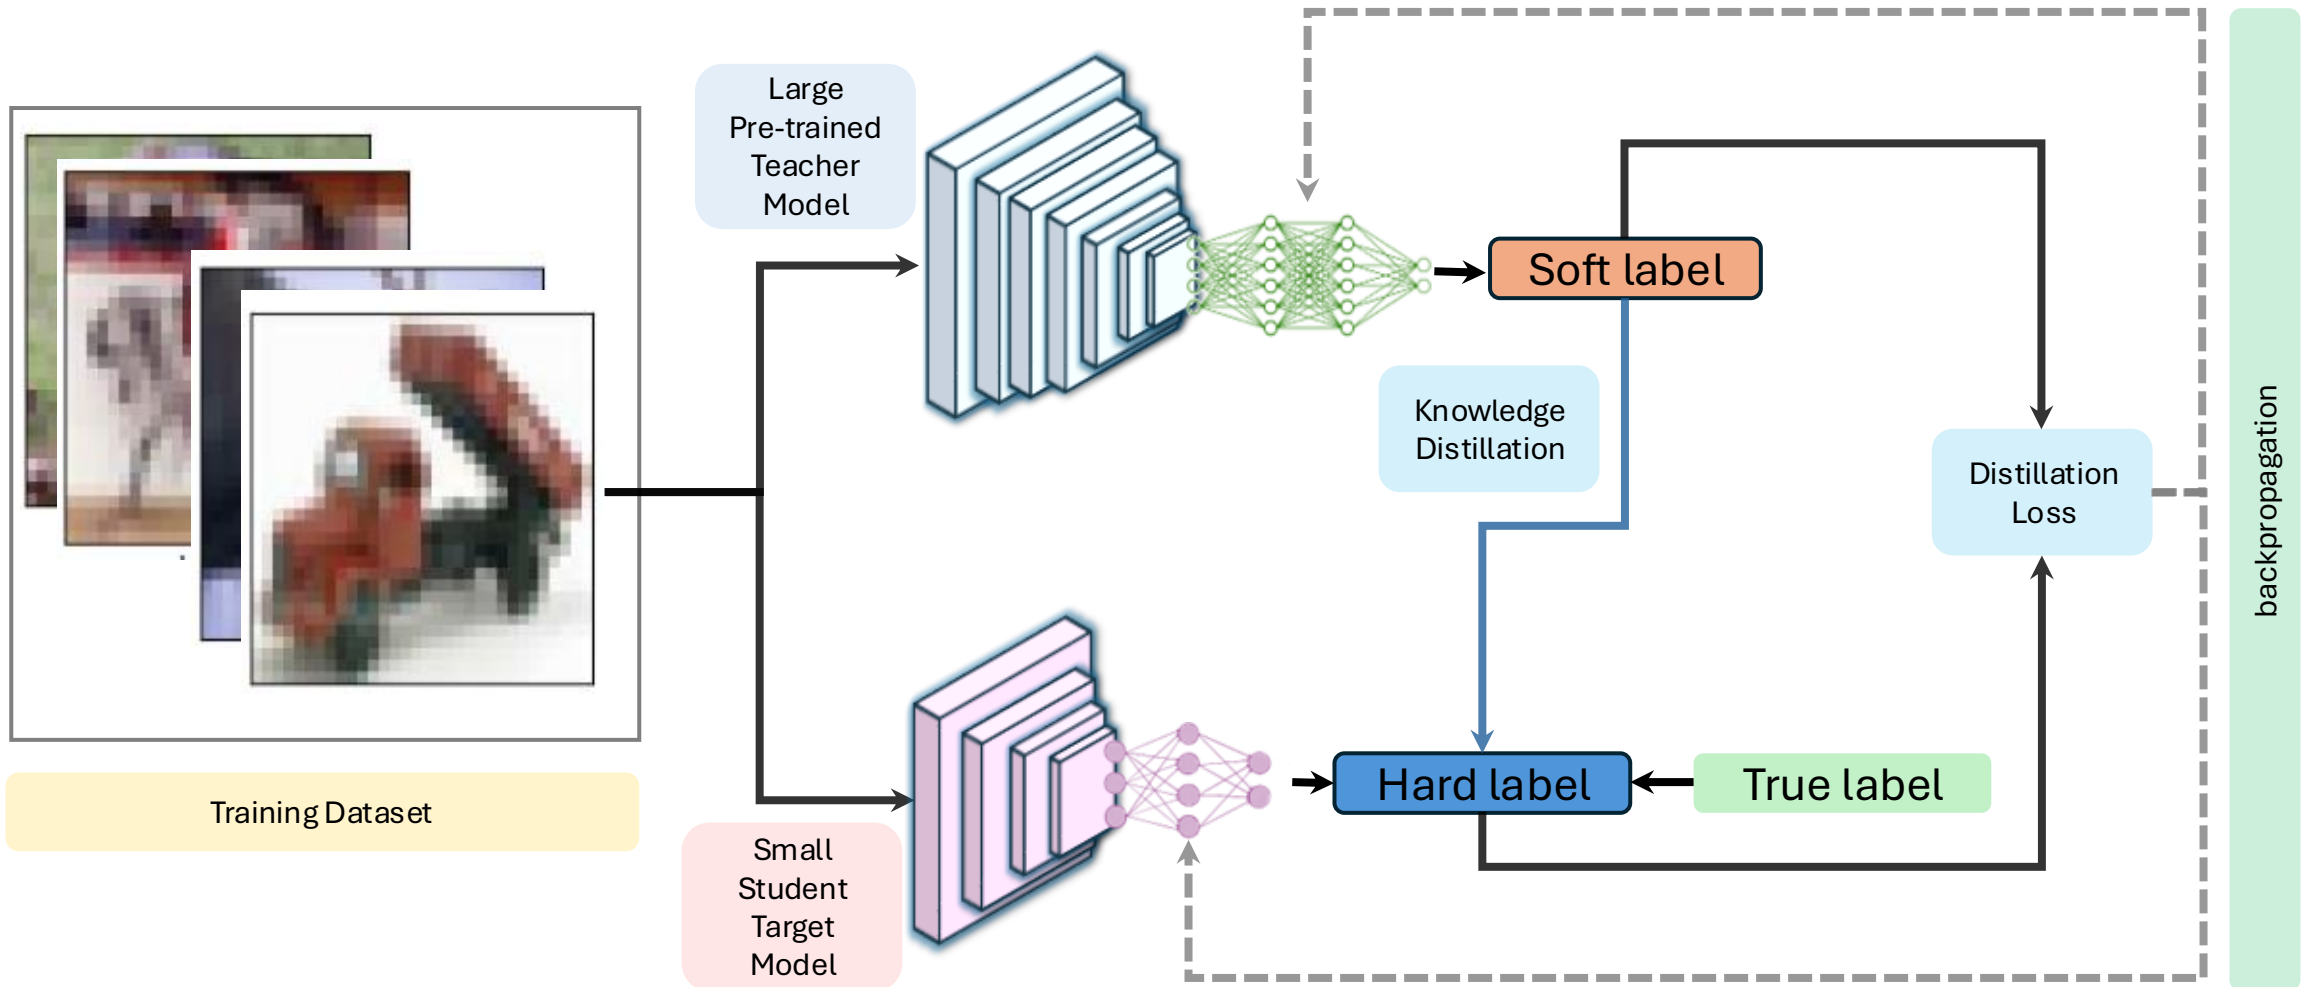 Large
Pre-trained
Teacher
Model
Soft label
Knowledge
Distillation
Distillation
Loss
backpropagation
Hard label
True label
Training Dataset
Small
Student
Target
Model